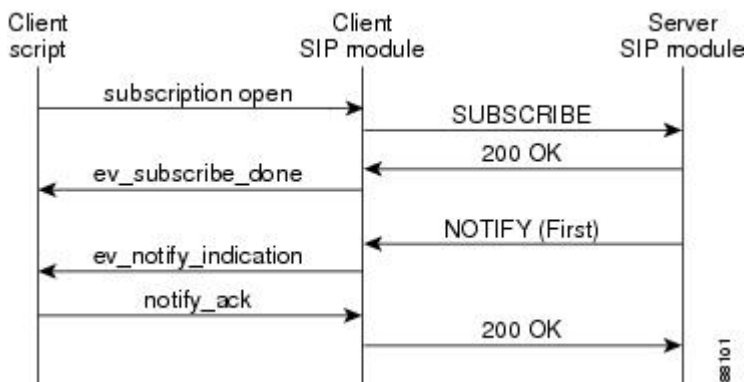 Client
script
Client
SIP module
Server
SIP module
subscription open
SUBSCRIBE
200 OK
ev_subscribe_done
NOTIFY (First)
ev_notify_indication
notify_ack
200 OK
88101